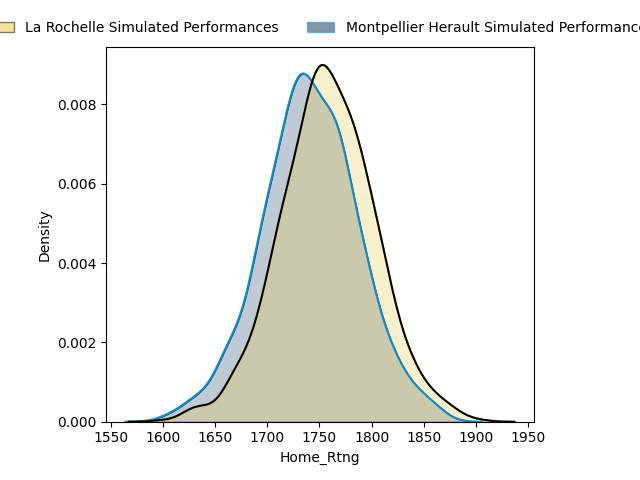 La Rochelle Simulated Performances
Montpellier Herault Simulated
0.008
0.006
0.004
0.002
0.000
Density
1550 1600 1650 1700 1750 1800 1850 1900 1950
Home_Rtng